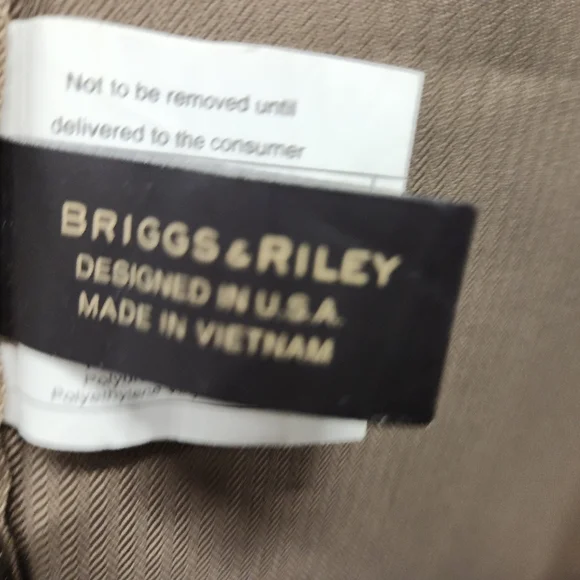 Not to be removed until
delivered to the consumer
BRIGGS & RILEY
DESIGNED IN U.S.A.
MADE IN VIETNAM